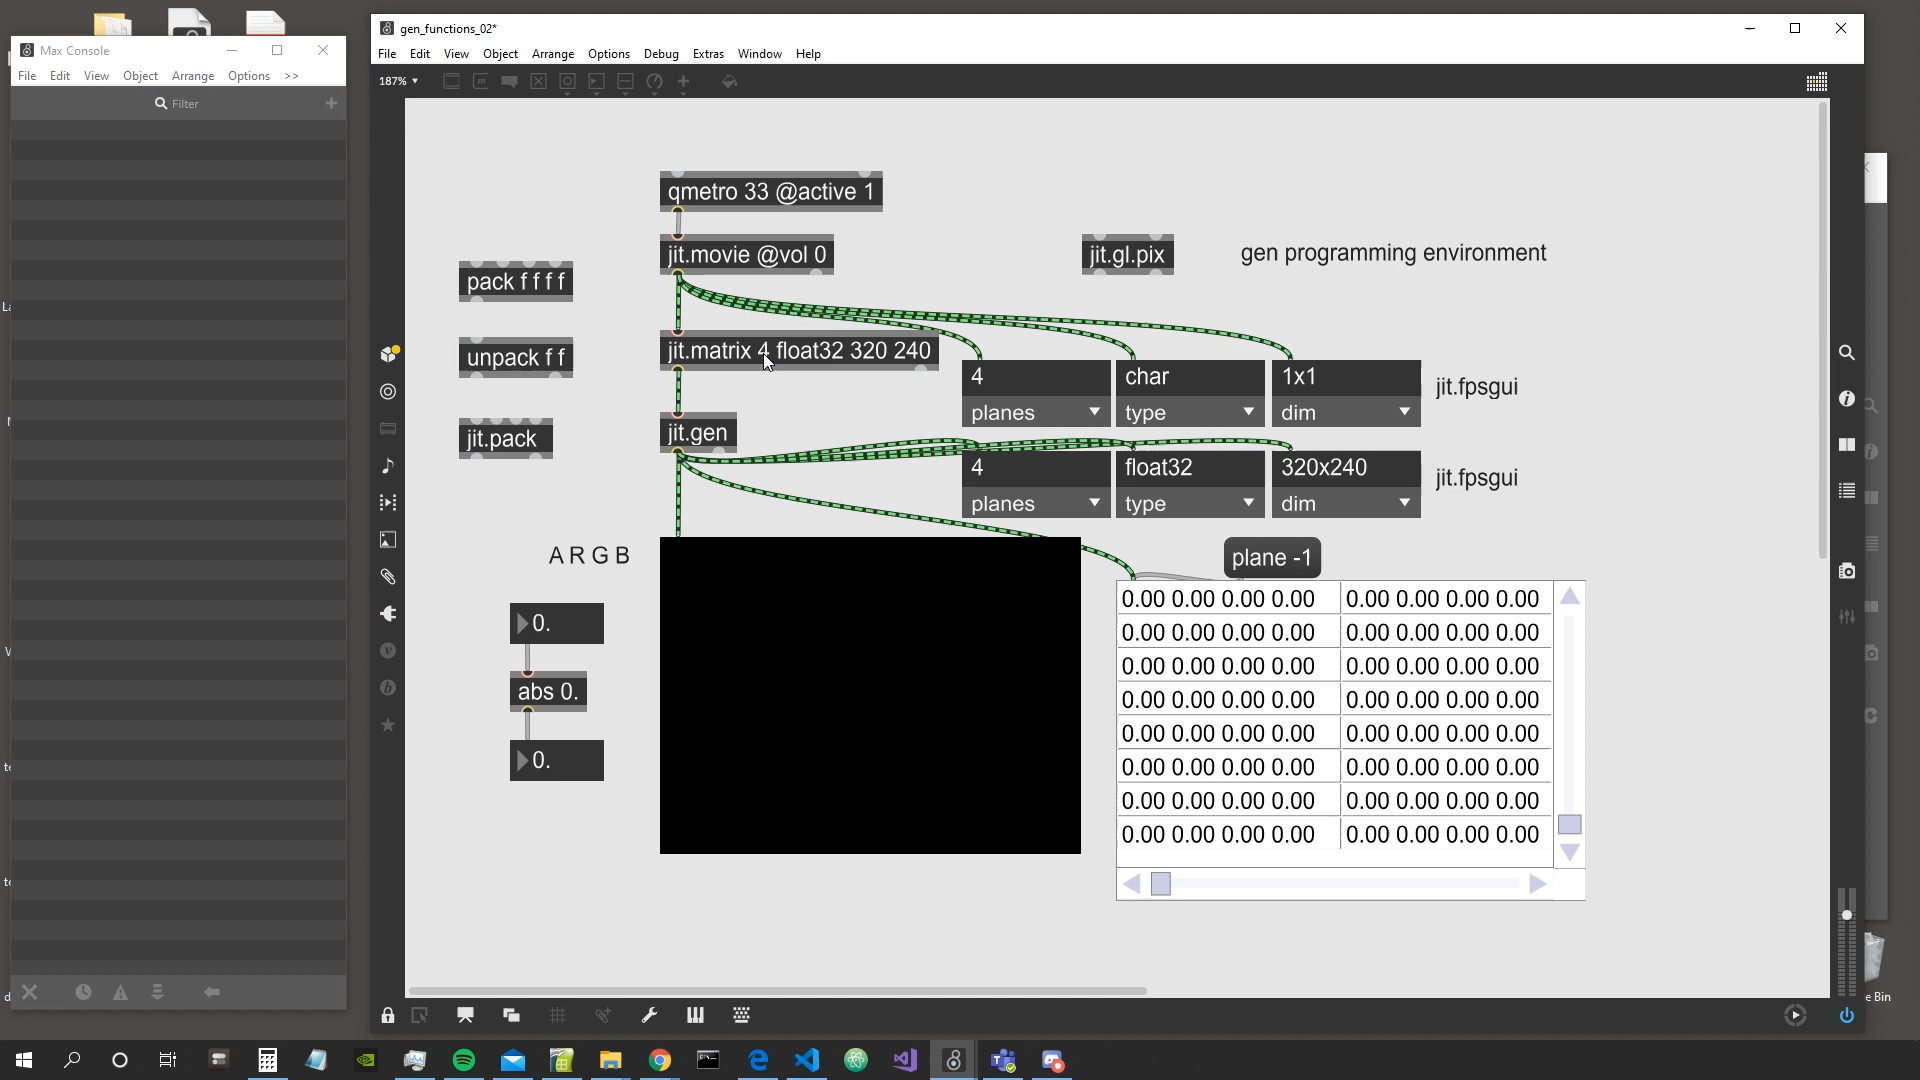 Max Console
File Edit View Object Arrange Options >>
Filter
gen_functions_02*
File Edit View Object Arrange Options Debug Extras Window Help
187%
qmetro 33 @active 1
jit.movie @vol 0
jit.gl.pix
gen programming environment
pack f f f f
unpack f f
jit.matrix 4 float32 320 240
4
planes
char
type
1x1
dim
jit.fpsgui
jit.pack
jit.gen
4
planes
float32
type
320x240
dim
jit.fpsgui
A R G B
plane -1
0.
abs 0.
0.
0.00 0.00 0.00 0.00 0.00 0.00 0.00 0.00
0.00 0.00 0.00 0.00 0.00 0.00 0.00 0.00
0.00 0.00 0.00 0.00 0.00 0.00 0.00 0.00
0.00 0.00 0.00 0.00 0.00 0.00 0.00 0.00
0.00 0.00 0.00 0.00 0.00 0.00 0.00 0.00
0.00 0.00 0.00 0.00 0.00 0.00 0.00 0.00
0.00 0.00 0.00 0.00 0.00 0.00 0.00 0.00
0.00 0.00 0.00 0.00 0.00 0.00 0.00 0.00
e Bin